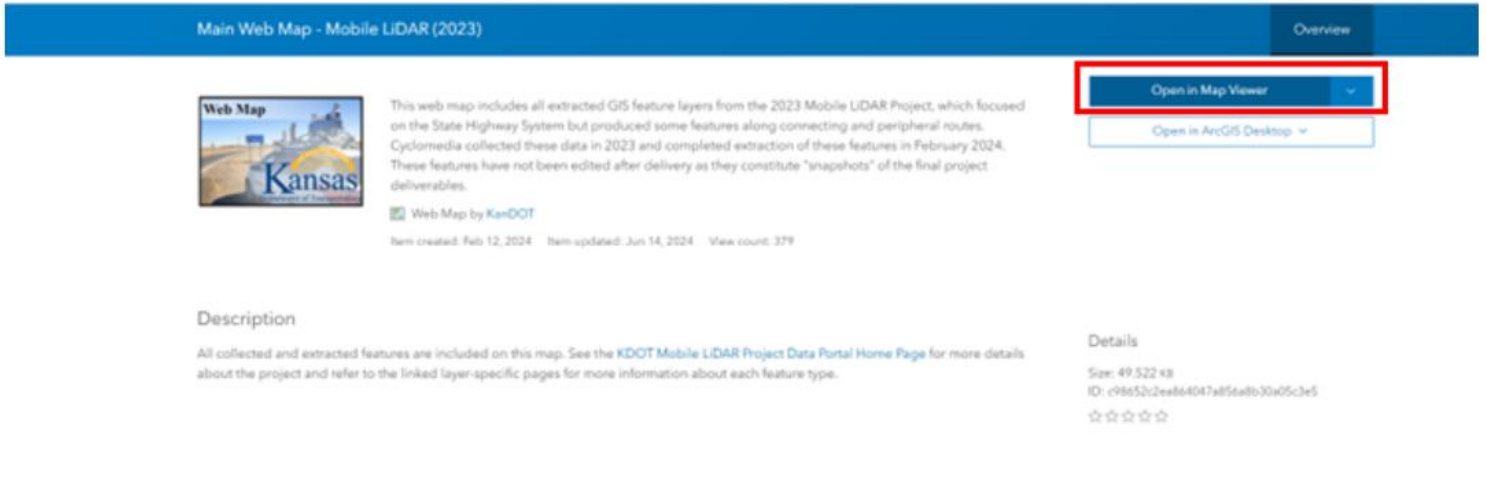 Main Web Map - Mobile LiDAR (2023)
Overview
Open in Map Viewer
Open in ArcGIS Desktop
Web Map
Kansas
Department of Transportation
This web map includes all extracted GIS feature layers from the 2023 Mobile LiDAR Project, which focused
on the State Highway System but produced some features along connecting and peripheral routes.
Cyclomedia collected these data in 2023 and completed extraction of these features in February 2024.
These features have not been edited after delivery as they constitute "snapshots" of the final project
deliverables.
Web Map by KanDOT
Item created: Feb 12, 2024 Item updated: Jun 14, 2024 View count: 379
Description
All collected and extracted features are included on this map. See the KDOT Mobile LiDAR Project Data Portal Home Page for more details
about the project and refer to the linked layer-specific pages for more information about each feature type.
Details
Size: 49.522 KB
ID: c98652c2ea864047a856a8b30a05c3e5